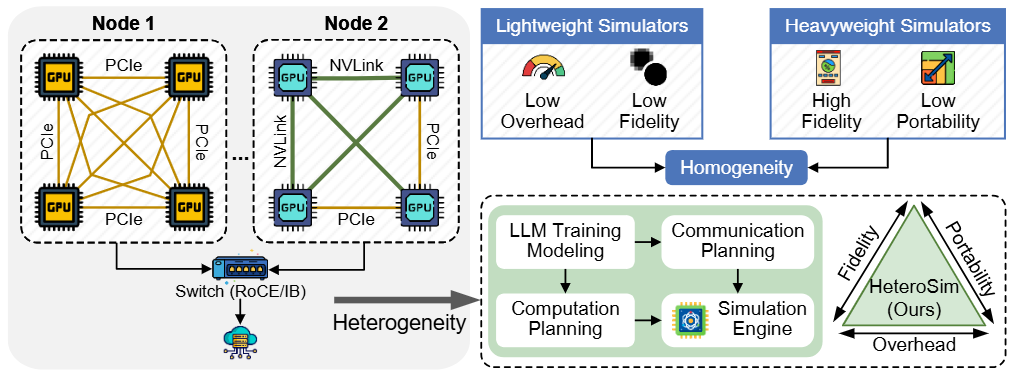 Node 1
Node 2
PCIe
GPU
GPU
PCIe
PCIe
GPU
GPU
PCIe
...
NVLink
GPU
GPU
NVLink
PCIe
GPU
GPU
PCIe
Switch (RoCE/IB)
Heterogeneity
Lightweight Simulators
Low
Overhead
Low
Fidelity
Heavyweight Simulators
High
Fidelity
Low
Portability
Homogeneity
LLM Training
Modeling
Communication
Planning
Computation
Planning
Simulation
Engine
Fidelity
Portability
HeteroSim
(Ours)
Overhead